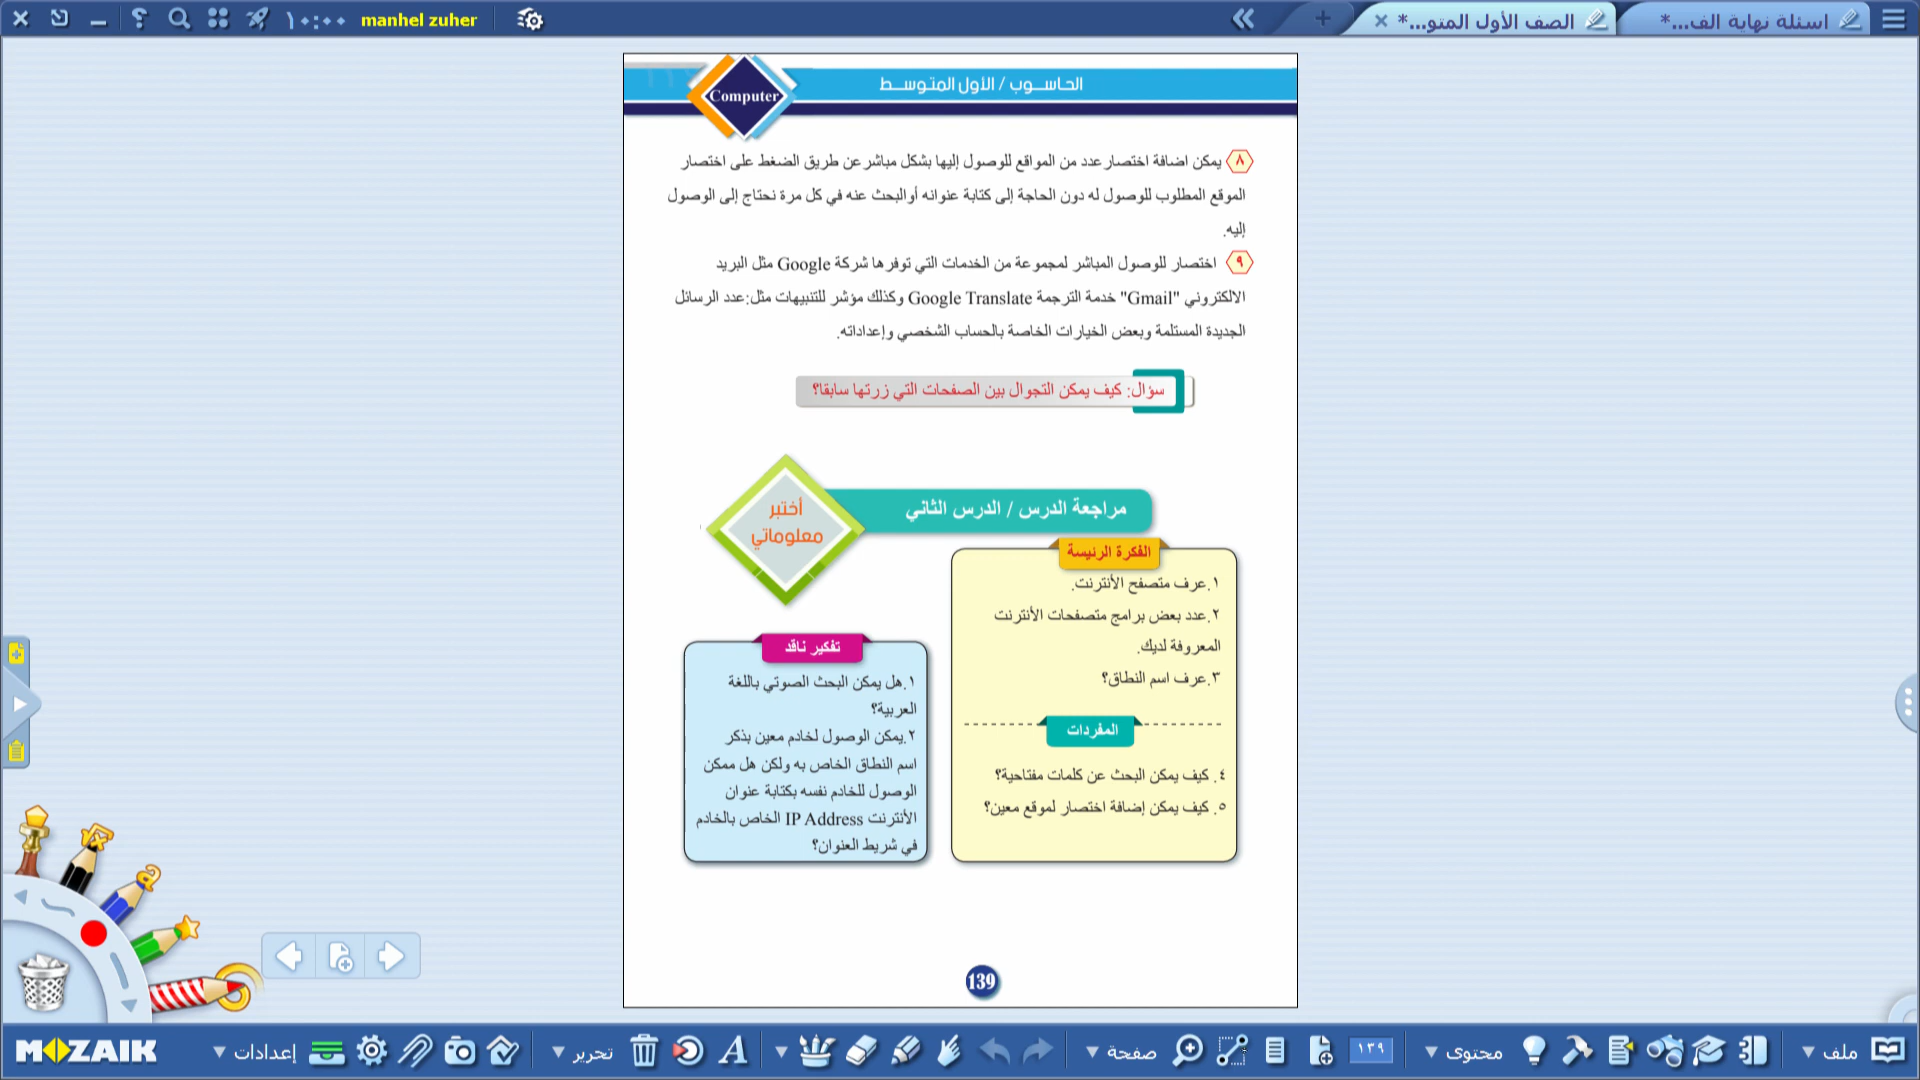 manhel zuher
١٠:٠٠
الصف الأول المتو...*
اسئلة نهاية الف...*
الحاسـوب / الأول المتوسـط
Computer
٨ يمكن اضافة اختصار عدد من المواقع للوصول إليها بشكل مباشر عن طريق الضغط على اختصار
الموقع المطلوب للوصول له دون الحاجة إلى كتابة عنوانه أوالبحث عنه في كل مرة نحتاج إلى الوصول
إليه.
٩ اختصار للوصول المباشر لمجموعة من الخدمات التي توفرها شركة Google مثل البريد
الالكتروني "Gmail" خدمة الترجمة Google Translate وكذلك مؤشر للتنبيهات مثل:عدد الرسائل
الجديدة المستلمة وبعض الخيارات الخاصة بالحساب الشخصي وإعداداته.
سؤال: كيف يمكن التجوال بين الصفحات التي زرتها سابقا؟
مراجعة الدرس / الدرس الثاني
أختبر
معلوماتي
الفكرة الرئيسة
١.عرف متصفح الأنترنت.
٢.عدد بعض برامج متصفحات الأنترنت
المعروفة لديك.
٣.عرف اسم النطاق؟
المفردات
٤. كيف يمكن البحث عن كلمات مفتاحية؟
٥. كيف يمكن إضافة اختصار لموقع معين؟
تفكير ناقد
١.هل يمكن البحث الصوتي باللغة
العربية؟
٢.يمكن الوصول لخادم معين بذكر
اسم النطاق الخاص به ولكن هل ممكن
الوصول للخادم نفسه بكتابة عنوان
الأنترنت IP Address الخاص بالخادم
في شريط العنوان؟
139
ملف
محتوى
١٣٩
صفحة
تحرير
إعدادات
MOZAIK